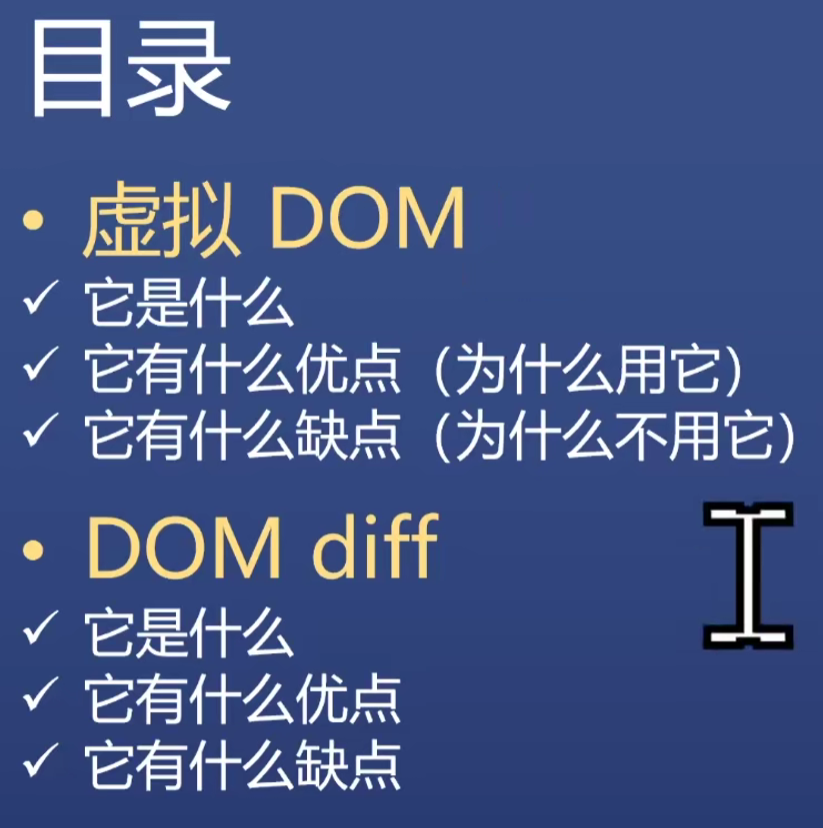 目录
• 虚拟 DOM
✓ 它是什么
✓ 它有什么优点（为什么用它）
✓ 它有什么缺点（为什么不用它）
• DOM diff
✓ 它是什么
✓ 它有什么优点
✓ 它有什么缺点